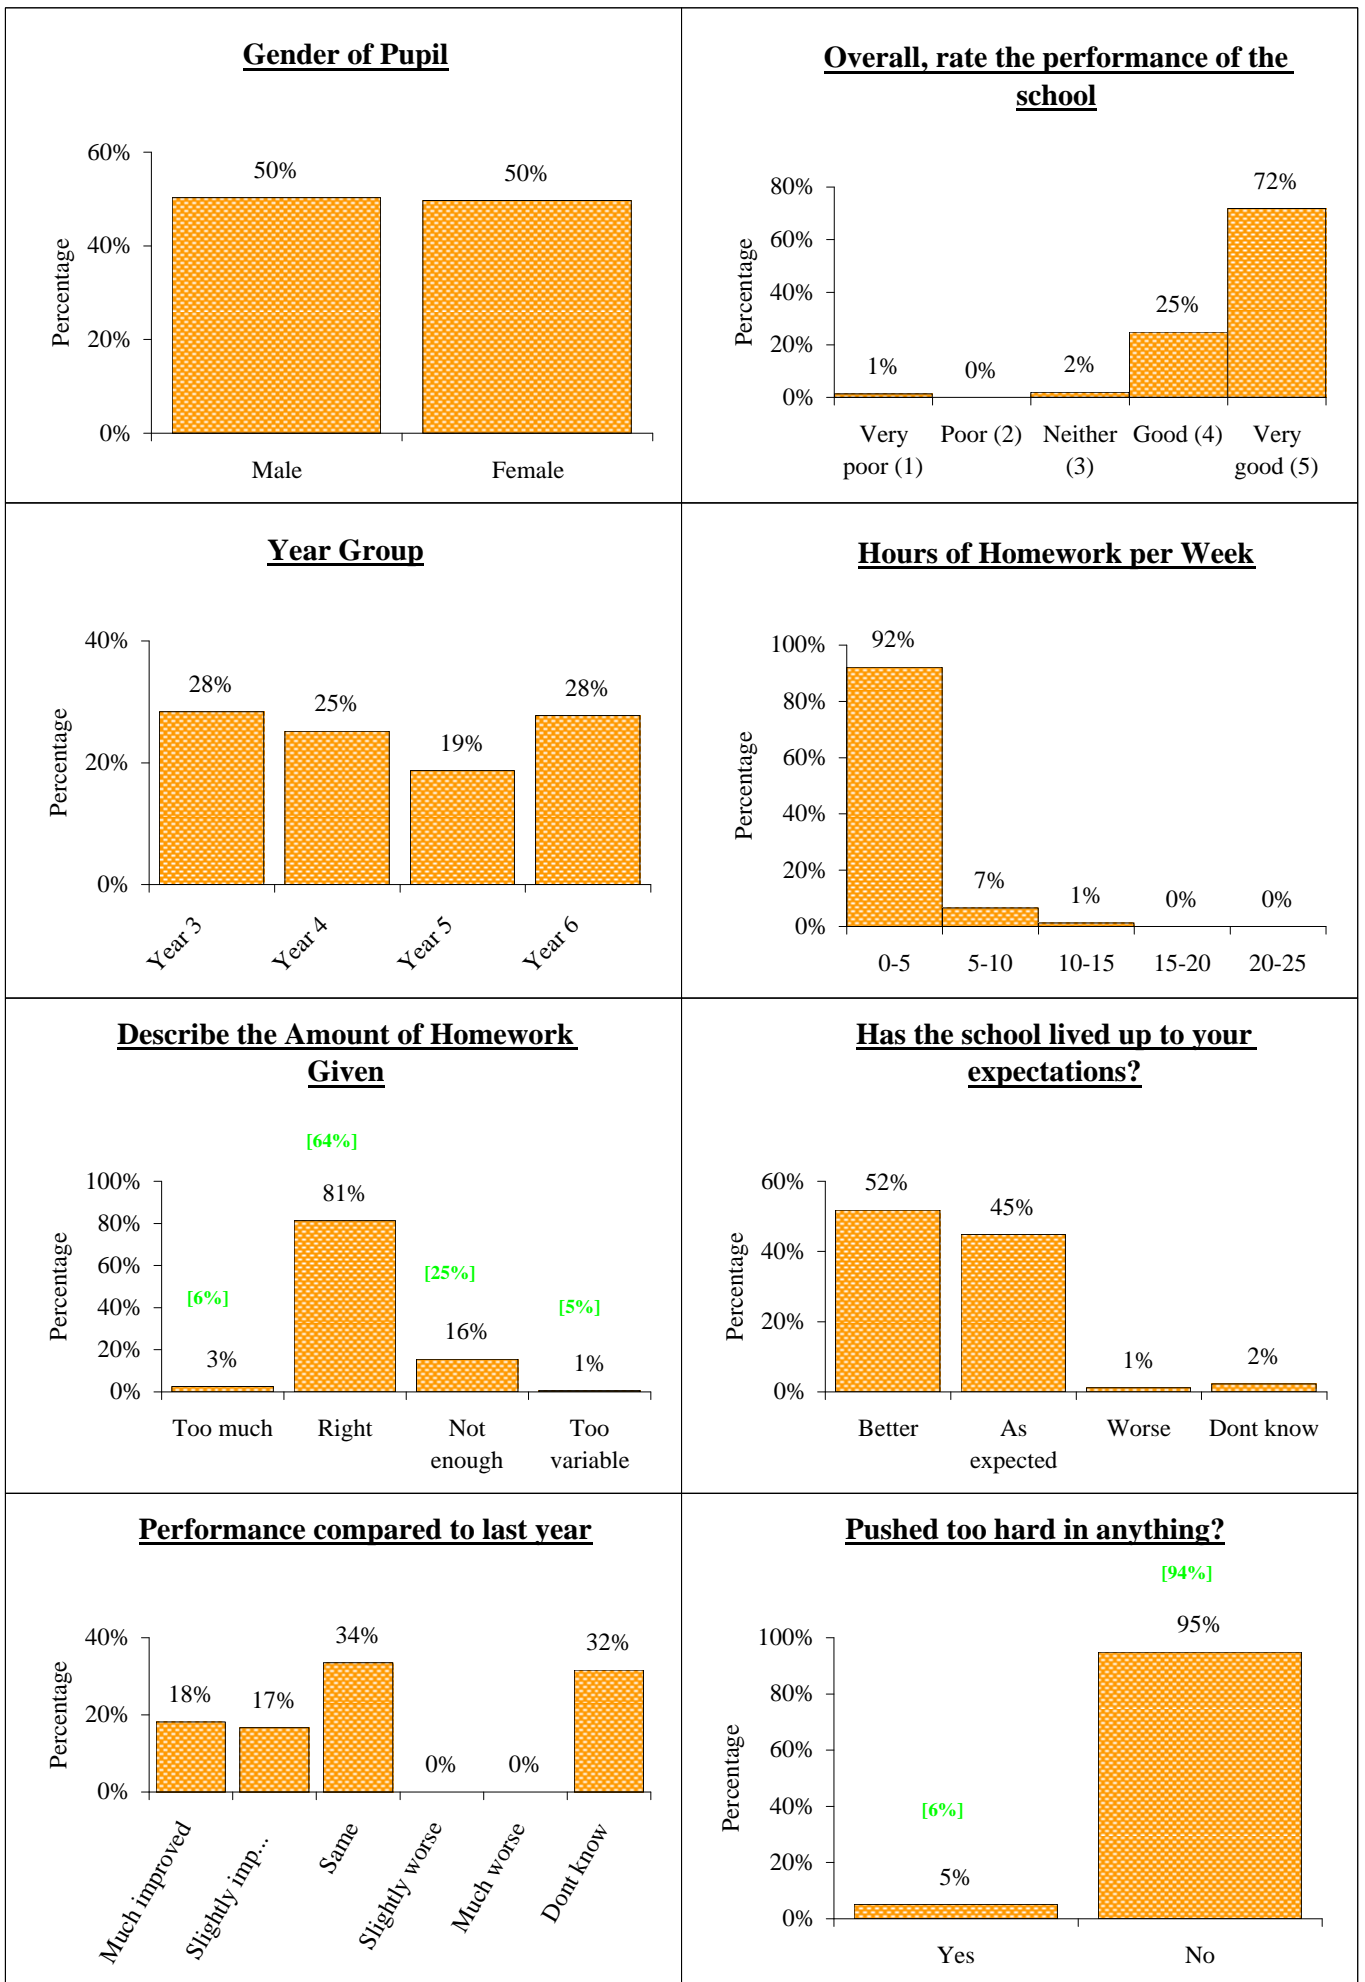 Gender of Pupil
60%
40%
20%
0%
Percentage
50%
50%
Male
Female
Overall, rate the performance of the
school
80%
60%
40%
20%
0%
Percentage
1%
0%
2%
25%
72%
Very
poor (1)
Poor (2)
Neither
(3)
Good (4)
Very
good (5)
Year Group
40%
20%
0%
Percentage
28%
25%
19%
28%
Year 3
Year 4
Year 5
Year 6
Hours of Homework per Week
100%
80%
60%
40%
20%
0%
Percentage
92%
7%
1%
0%
0%
0-5
5-10
10-15
15-20
20-25
Describe the Amount of Homework
Given
100%
80%
60%
40%
20%
0%
Percentage
[6%]
[64%]
[25%]
[5%]
3%
81%
16%
1%
Too much
Right
Not
enough
Too
variable
Has the school lived up to your
expectations?
60%
40%
20%
0%
Percentage
52%
45%
1%
2%
Better
As
expected
Worse
Dont know
Performance compared to last year
40%
20%
0%
Percentage
18%
17%
34%
0%
0%
32%
Much improved
Slightly imp...
Same
Slightly worse
Much worse
Dont know
Pushed too hard in anything?
[94%]
100%
80%
60%
40%
20%
0%
Percentage
[6%]
5%
95%
Yes
No